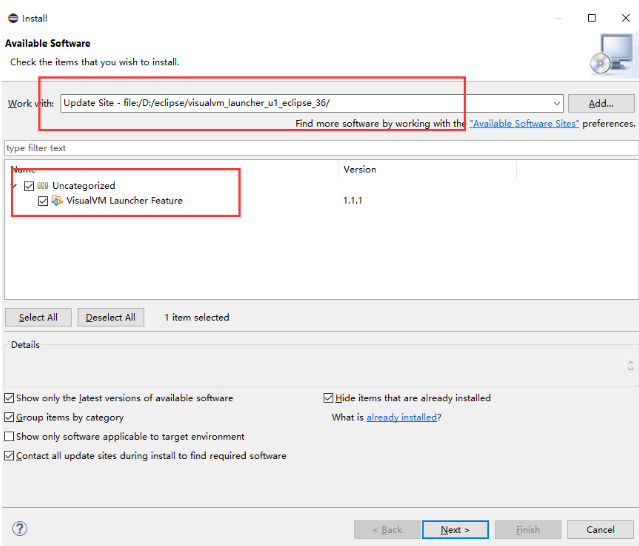 Install
Available Software
Check the items that you wish to install.
Work with: Update Site - file:/D:/eclipse/visualvm_launcher_u1_eclipse_36/ Add...
Find more software by working with the "Available Software Sites" preferences.
type filter text
Name Version
Uncategorized
VisualVM Launcher Feature 1.1.1
Select All Deselect All 1 item selected
Details
Show only the latest versions of available software Hide items that are already installed
Group items by category What is already installed?
Show only software applicable to target environment
Contact all update sites during install to find required software
? < Back Next > Finish Cancel